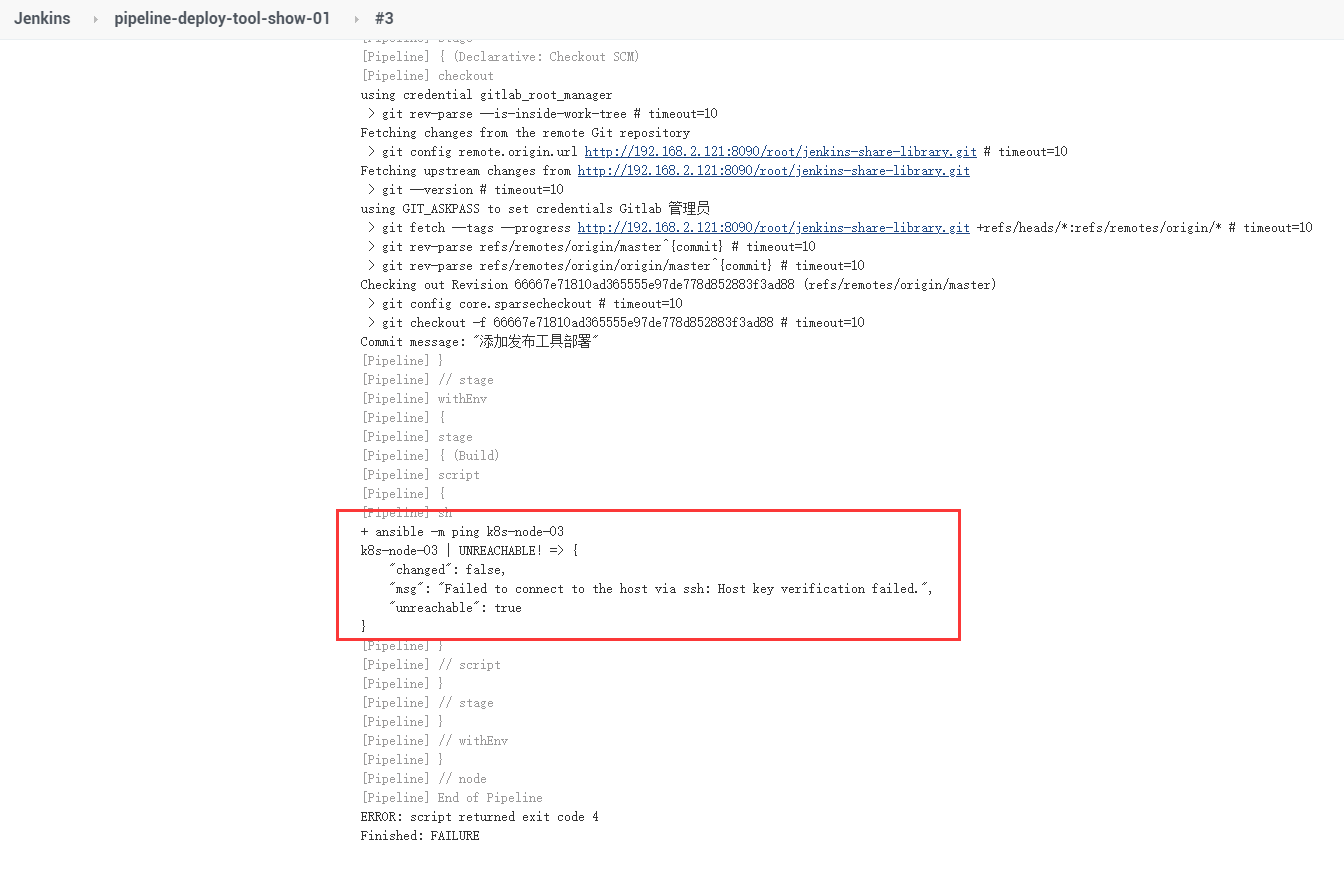 Jenkins pipeline-deploy-tool-show-01 #3
[Pipeline] stage
[Pipeline] { (Declarative: Checkout SCM)
[Pipeline] checkout
using credential gitlab_root_manager
 > git rev-parse --is-inside-work-tree # timeout=10
Fetching changes from the remote Git repository
 > git config remote.origin.url http://192.168.2.121:8090/root/jenkins-share-library.git # timeout=10
Fetching upstream changes from http://192.168.2.121:8090/root/jenkins-share-library.git
 > git --version # timeout=10
using GIT_ASKPASS to set credentials Gitlab 管理员
 > git fetch --tags --progress http://192.168.2.121:8090/root/jenkins-share-library.git +refs/heads/*:refs/remotes/origin/* # timeout=10
 > git rev-parse refs/remotes/origin/master^{commit} # timeout=10
 > git rev-parse refs/remotes/origin/origin/master^{commit} # timeout=10
Checking out Revision 66667e71810ad365555e97de778d852883f3ad88 (refs/remotes/origin/master)
 > git config core.sparsecheckout # timeout=10
 > git checkout -f 66667e71810ad365555e97de778d852883f3ad88 # timeout=10
Commit message: "添加发布工具部署"
[Pipeline] }
[Pipeline] // stage
[Pipeline] withEnv
[Pipeline] {
[Pipeline] stage
[Pipeline] { (Build)
[Pipeline] script
[Pipeline] {
[Pipeline] sh
+ ansible -m ping k8s-node-03
k8s-node-03 | UNREACHABLE! => {
    "changed": false,
    "msg": "Failed to connect to the host via ssh: Host key verification failed.",
    "unreachable": true
}
[Pipeline] }
[Pipeline] // script
[Pipeline] }
[Pipeline] // stage
[Pipeline] }
[Pipeline] // withEnv
[Pipeline] }
[Pipeline] // node
[Pipeline] End of Pipeline
ERROR: script returned exit code 4
Finished: FAILURE